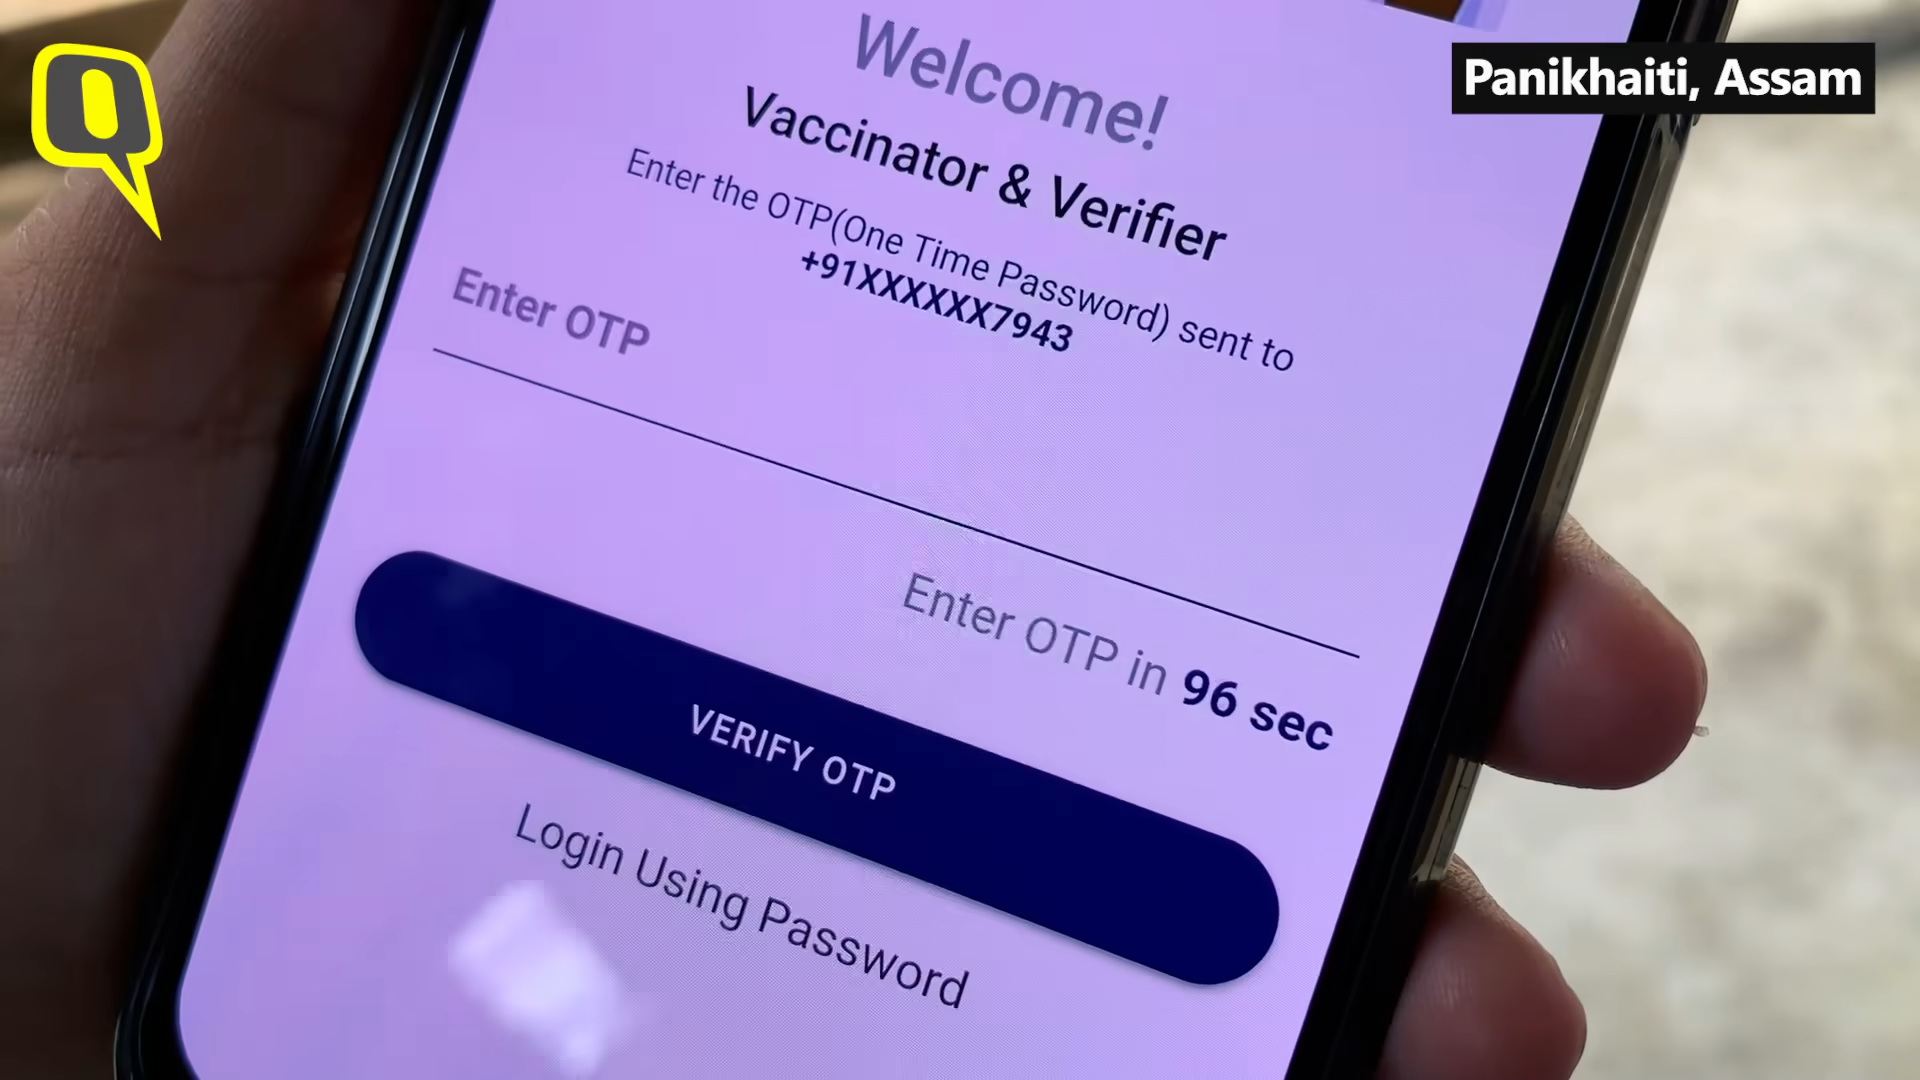 Panikhaiti, Assam
Welcome!
Vaccinator & Verifier
Enter the OTP(One Time Password) sent to
+91XXXXXX7943
Enter OTP
Enter OTP in 96 sec
VERIFY OTP
Login Using Password